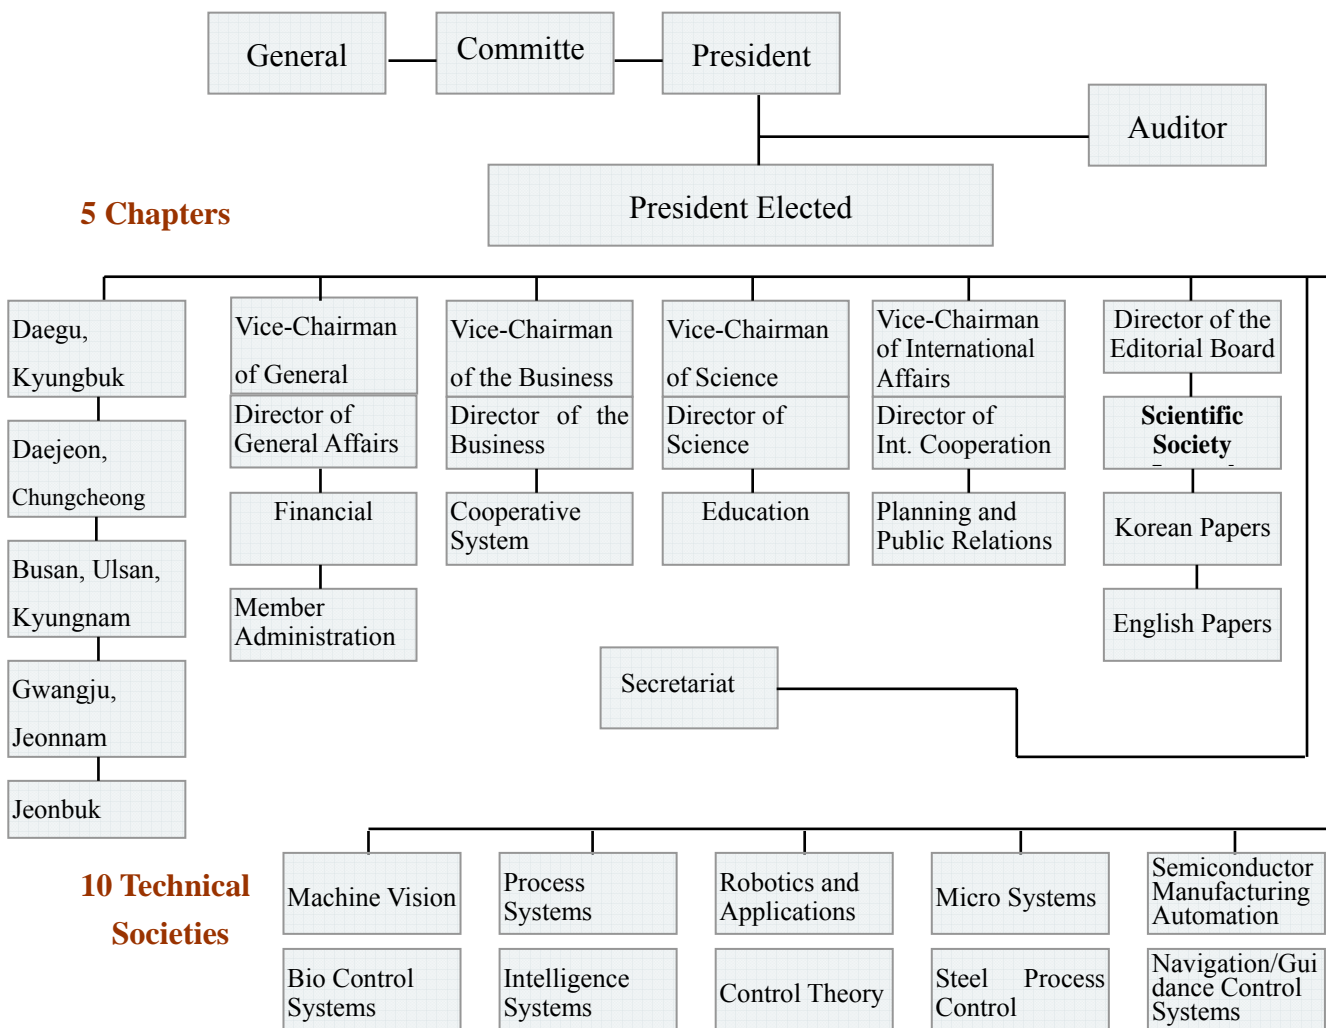 General
Committe
President
Auditor
President Elected
5 Chapters
Daegu,
Kyungbuk
Daejeon,
Chungcheong
Busan, Ulsan,
Kyungnam
Gwangju,
Jeonnam
Jeonbuk
Vice-Chairman
of General
Director of
General Affairs
Financial
Member
Administration
Vice-Chairman
of the Business
Director of the
Business
Cooperative
System
Vice-Chairman
of Science
Director of
Science
Education
Vice-Chairman
of International
Affairs
Director of
Int. Cooperation
Planning and
Public Relations
Director of the
Editorial Board
Scientific
Society
Korean Papers
English Papers
Secretariat
10 Technical
Societies
Machine Vision
Process
Systems
Robotics and
Applications
Micro Systems
Semiconductor
Manufacturing
Automation
Bio Control
Systems
Intelligence
Systems
Control Theory
Steel Process
Control
Navigation/Gui
dance Control
Systems